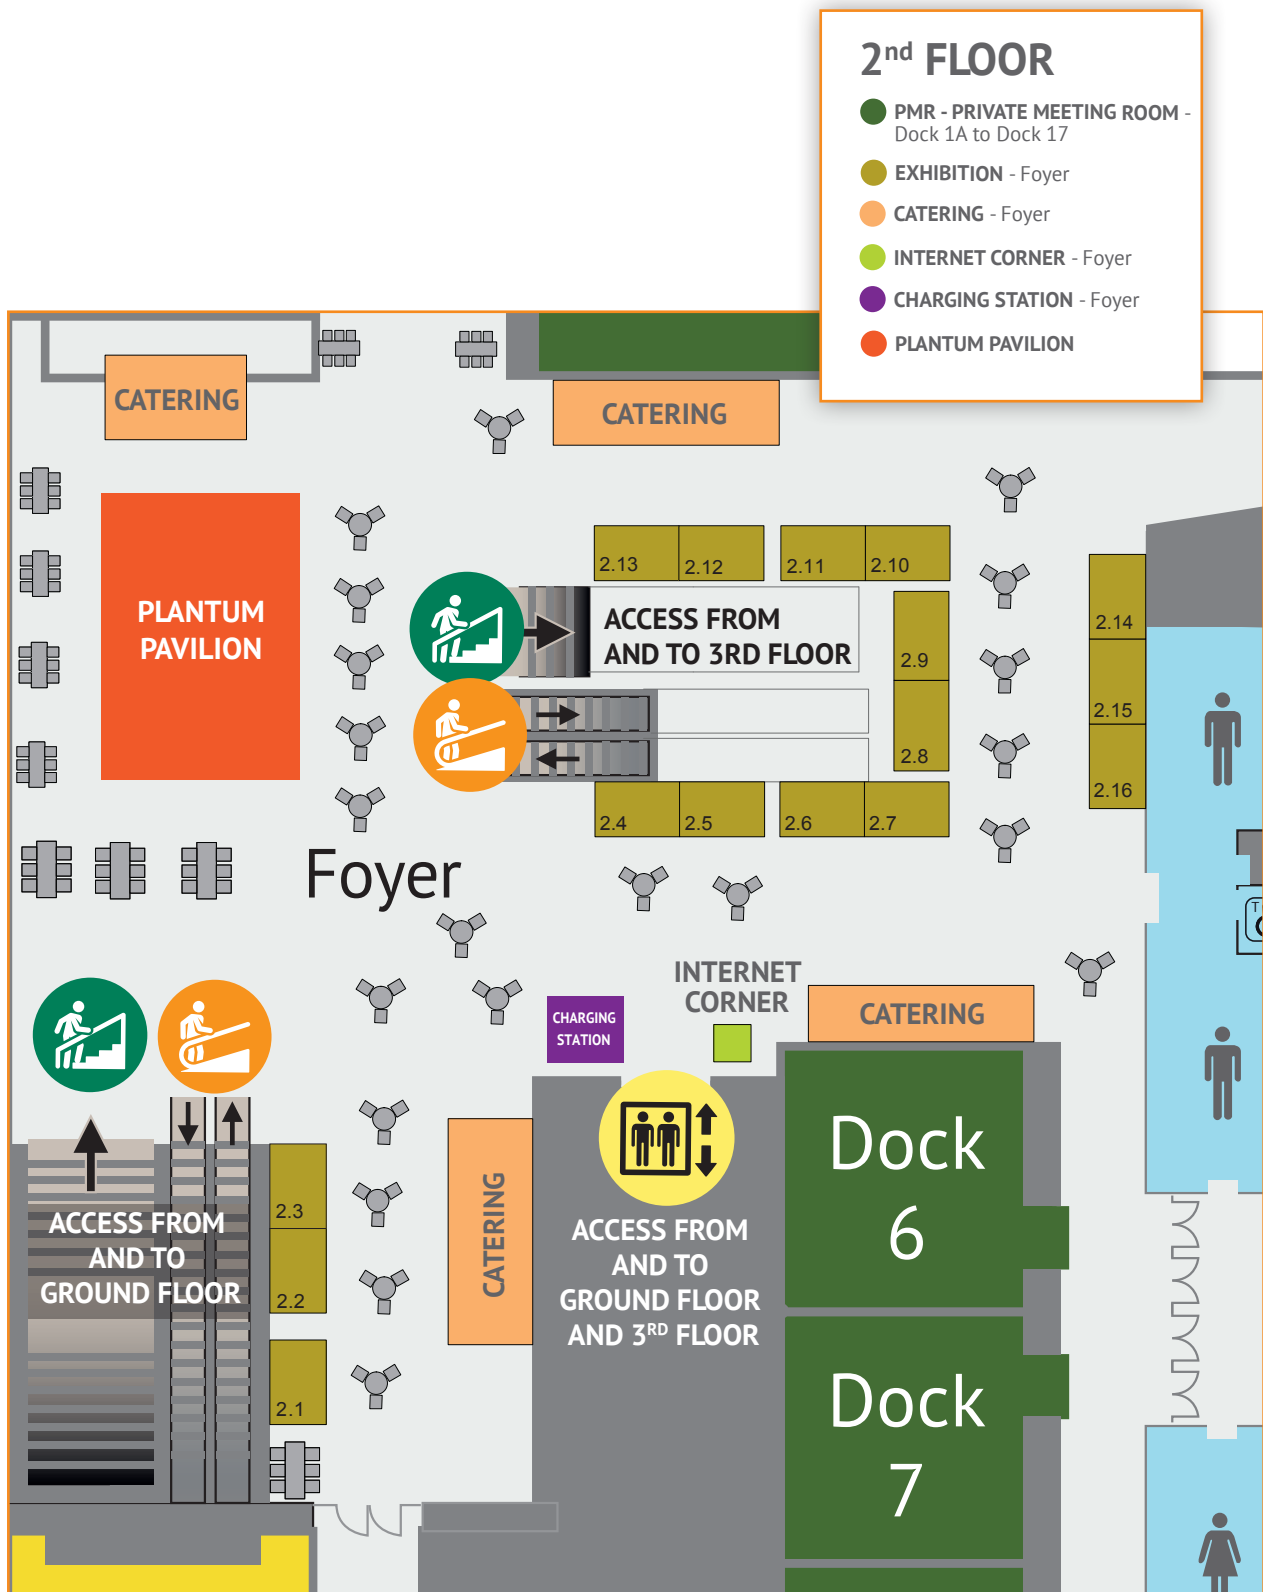 2nd FLOOR
PMR - PRIVATE MEETING ROOM -
Dock 1A to Dock 17
EXHIBITION - Foyer
CATERING - Foyer
INTERNET CORNER - Foyer
CHARGING STATION - Foyer
PLANTUM PAVILION
CATERING
CATERING
2.13
2.12
2.11
2.10
PLANTUM
PAVILION
ACCESS FROM
AND TO 3RD FLOOR
2.9
2.8
2.14
2.15
2.16
2.4
2.5
2.6
2.7
Foyer
INTERNET
CORNER
CHARGING
STATION
CATERING
ACCESS FROM
AND TO
GROUND FLOOR
2.3
2.2
2.1
CATERING
ACCESS FROM
AND TO
GROUND FLOOR
AND 3RD FLOOR
Dock
6
Dock
7